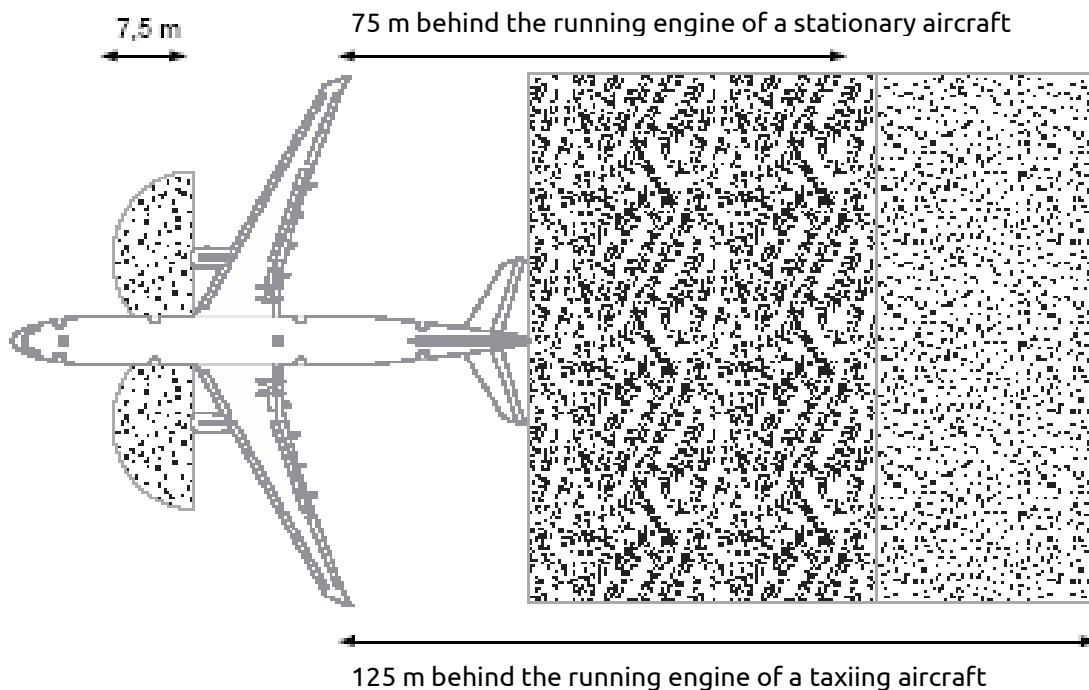 7,5 m
75 m behind the running engine of a stationary aircraft
125 m behind the running engine of a taxiing aircraft